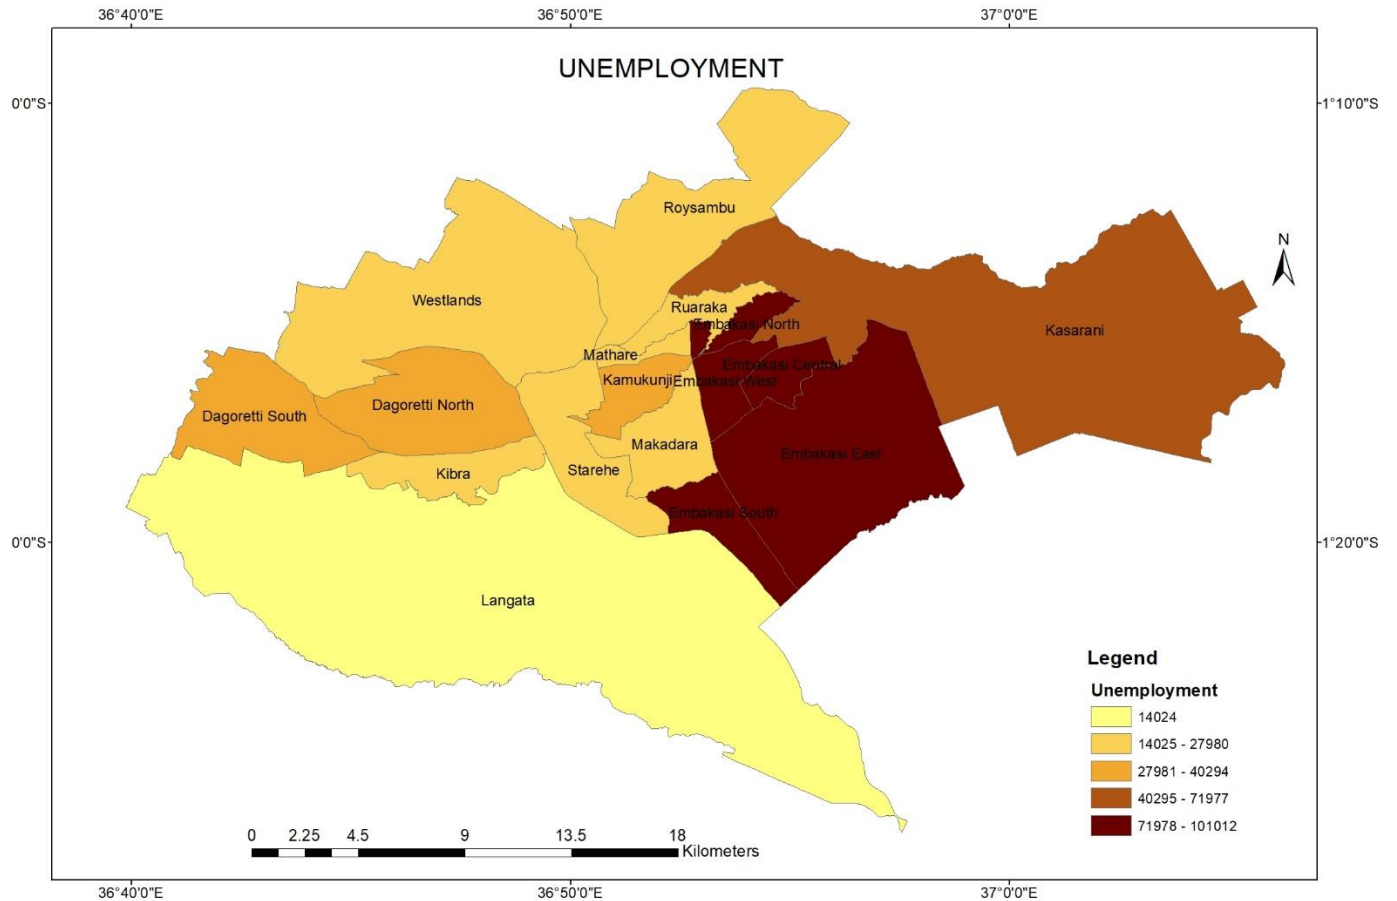 36°40'0"E 36°50'0"E 37°0'0"E
UNEMPLOYMENT
0'0"S 1°10'0"S
Roysambu
N
Westlands
Ruaraka
Embakasi North
Kasarani
Mathare
Embakasi Central
Kamukunji Embakasi West
Dagoretti South Dagoretti North
Makadara
Embakasi East
Kibra Starehe
Embakasi South
0'0"S 1°20'0"S
Langata
Legend
Unemployment
14024
14025 - 27980
27981 - 40294
40295 - 71977
71978 - 101012
0 2.25 4.5 9 13.5 18
Kilometers
36°40'0"E 36°50'0"E 37°0'0"E